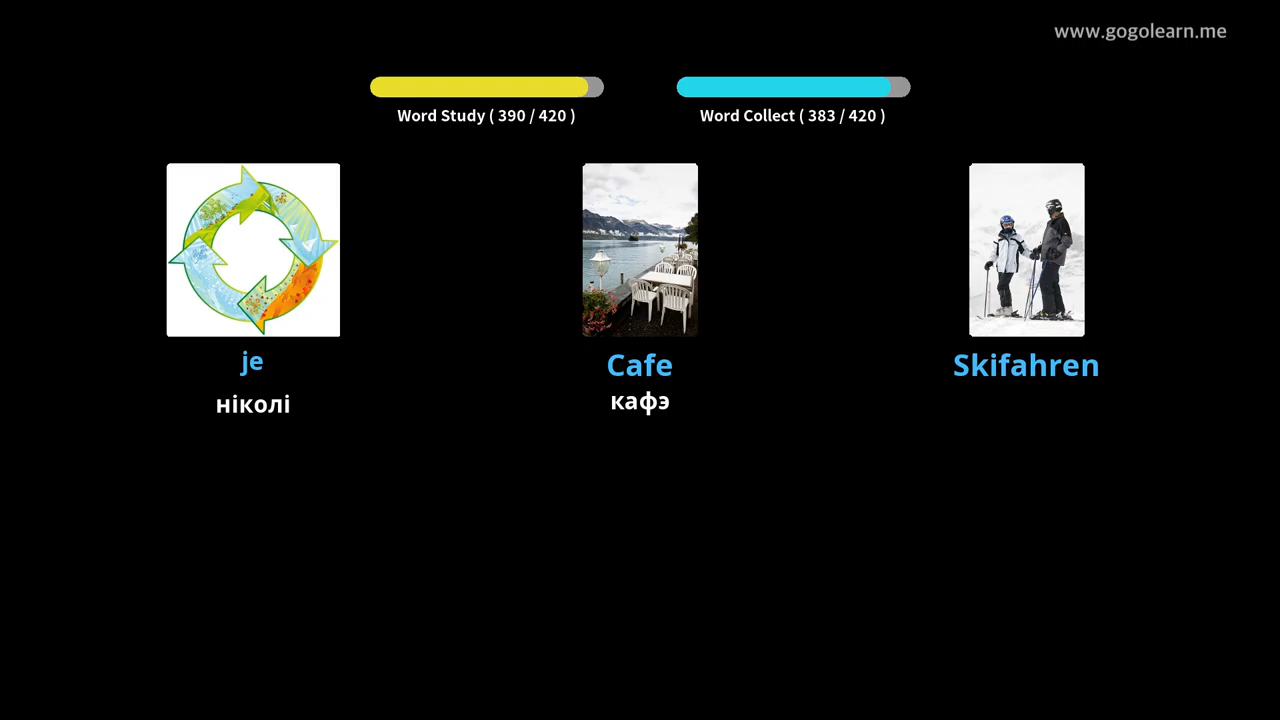 www.gogolearn.me
Word Study ( 390 / 420 )
Word Collect ( 383 / 420 )
je
Cafe
Skifahren
ніколі
кафэ